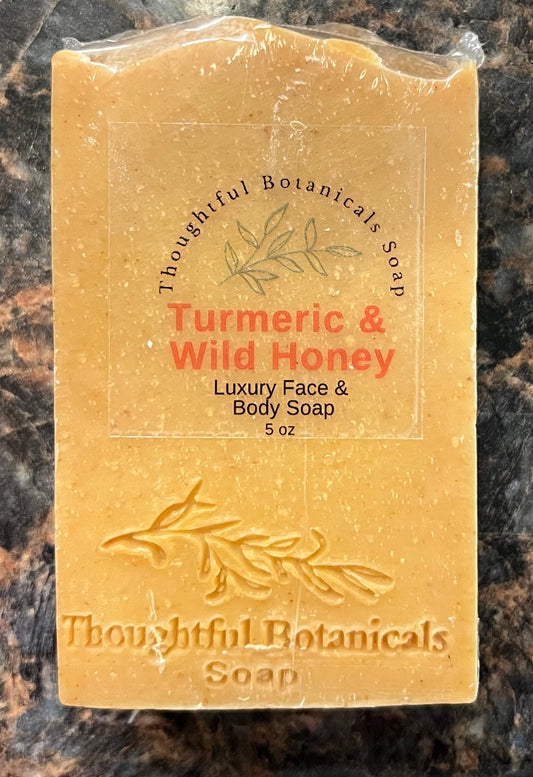 Thoughtful Botanicals Soap
Turmeric &
Wild Honey
Luxury Face &
Body Soap
5 oz
Thoughtful Botanicals
Soap